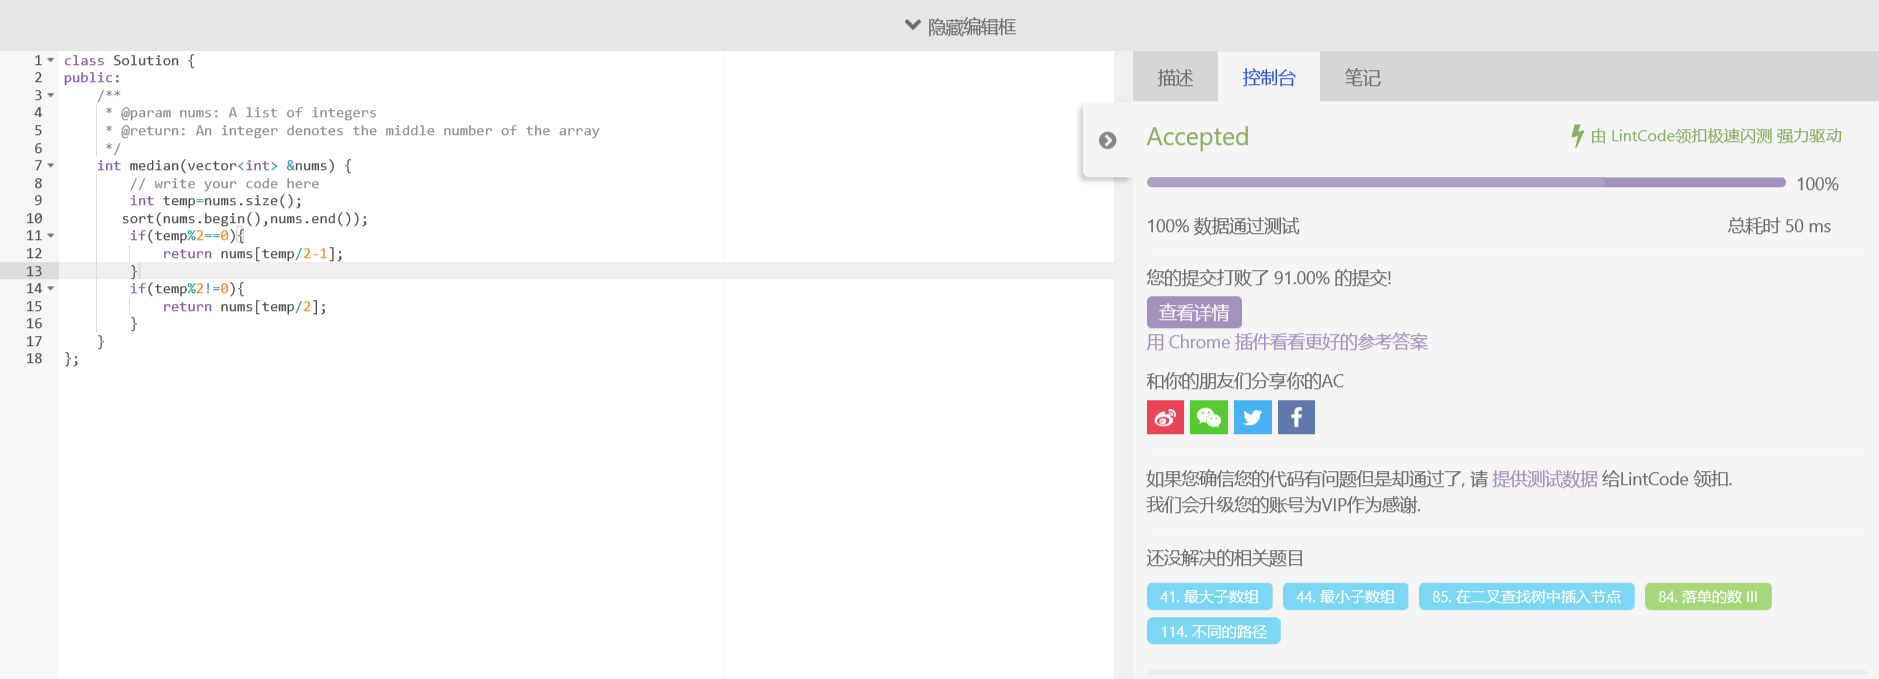 隐藏编辑框
1 class Solution {
2 public:
3 /**
4 * @param nums: A list of integers
5 * @return: An integer denotes the middle number of the array
6 */
7 int median(vector<int> &nums) {
8 // write your code here
9 int temp=nums.size();
10 sort(nums.begin(),nums.end());
11 if(temp%2==0){
12 return nums[temp/2-1];
13 }
14 if(temp%2!=0){
15 return nums[temp/2];
16 }
17 }
18 };
描述 控制台 笔记
Accepted 由 LintCode领扣极速闪测 强力驱动
100%
100% 数据通过测试 总耗时 50 ms
您的提交打败了 91.00% 的提交!
查看详情
用 Chrome 插件看看更好的参考答案
和你的朋友们分享你的AC
如果您确信您的代码有问题但是却通过了, 请 提供测试数据 给LintCode 领扣.
我们会升级您的账号为VIP作为感谢.
还没解决的相关题目
41. 最大子数组 44. 最小子数组 85. 在二叉查找树中插入节点 84. 落单的数 III
114. 不同的路径